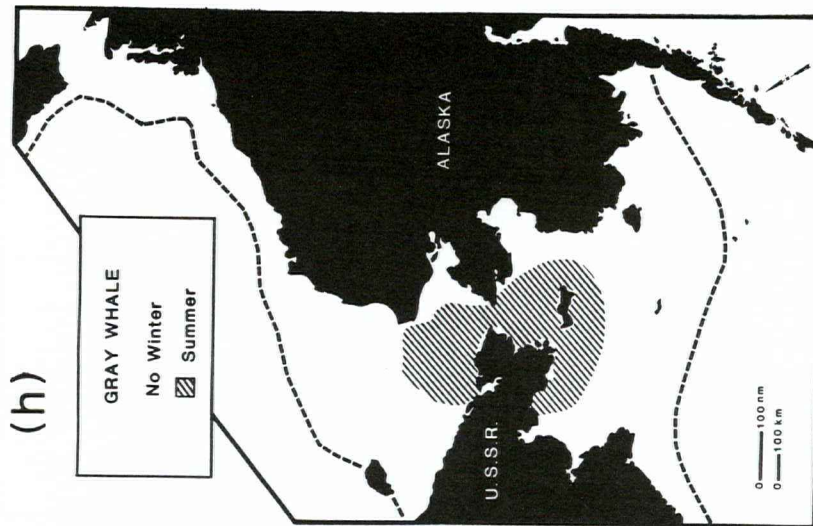 (h)
GRAY WHALE
No Winter
Summer
ALASKA
U.S.S.R.
0 100 nm
0 100 km